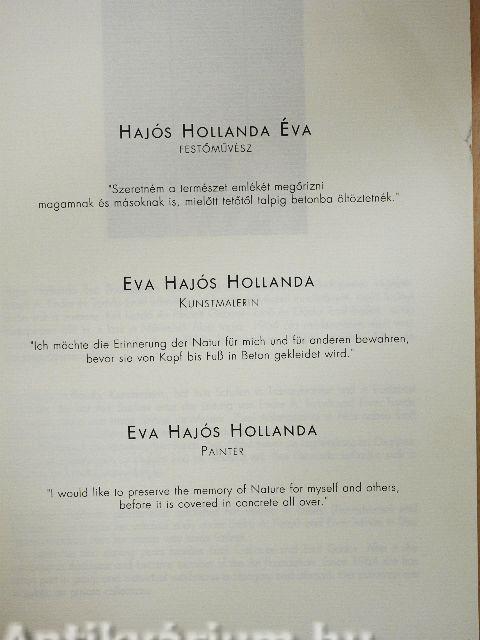 HAJÓS HOLLANDA ÉVA
FESTŐMŰVÉSZ
"Szeretném a természet emlékét megőrizni
magamnak és másoknak is, mielőtt tetőtől talpig betonba öltöztetnék."
EVA HAJÓS HOLLANDA
KUNSTMALERIN
"Ich möchte die Erinnerung der Natur für mich und für anderen bewahren,
bevor sie von Kopf bis Fuß in Beton gekleidet wird."
EVA HAJÓS HOLLANDA
PAINTER
"I would like to preserve the memory of Nature for myself and others,
before it is covered in concrete all over."
Antikvárium.hu